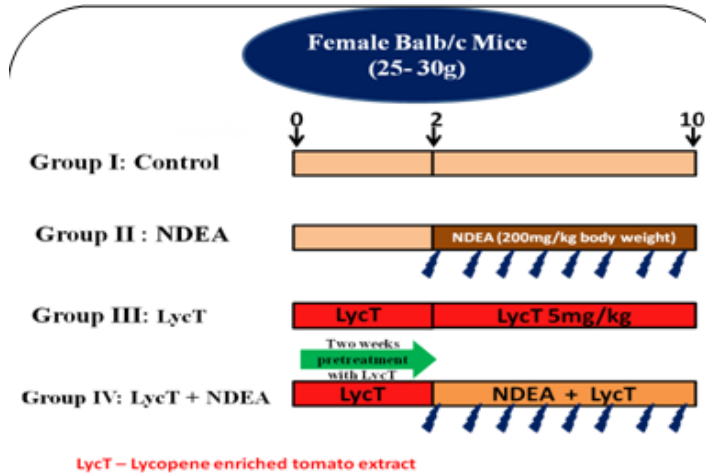 Female Balb/c Mice
(25- 30g)
0 2 10
Group I: Control
Group II : NDEA
NDEA (200mg/kg body weight)
Group III: LycT
LycT
LycT 5mg/kg
Two weeks
pretreatment
with LycT
Group IV: LycT + NDEA
LycT
NDEA + LycT
LycT – Lycopene enriched tomato extract